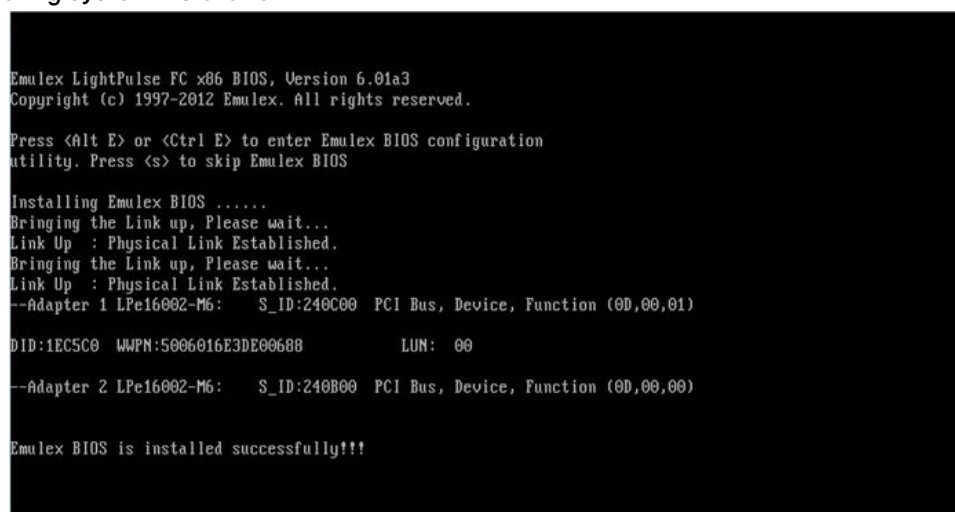 Emulex LightPulse FC x86 BIOS, Version 6.01a3
Copyright (c) 1997-2012 Emulex. All rights reserved.
Press <Alt E> or <Ctrl E> to enter Emulex BIOS configuration
utility. Press <s> to skip Emulex BIOS
Installing Emulex BIOS ......
Bringing the Link up, Please wait...
Link Up  : Physical Link Established.
Bringing the Link up, Please wait...
Link Up  : Physical Link Established.
--Adapter 1 LPe16002-M6:    S_ID:240C00  PCI Bus, Device, Function (0D,00,01)
DID:1EC5C0  WWPN:5006016E3DE00688    LUN:  00
--Adapter 2 LPe16002-M6:    S_ID:240B00  PCI Bus, Device, Function (0D,00,00)
Emulex BIOS is installed successfully!!!